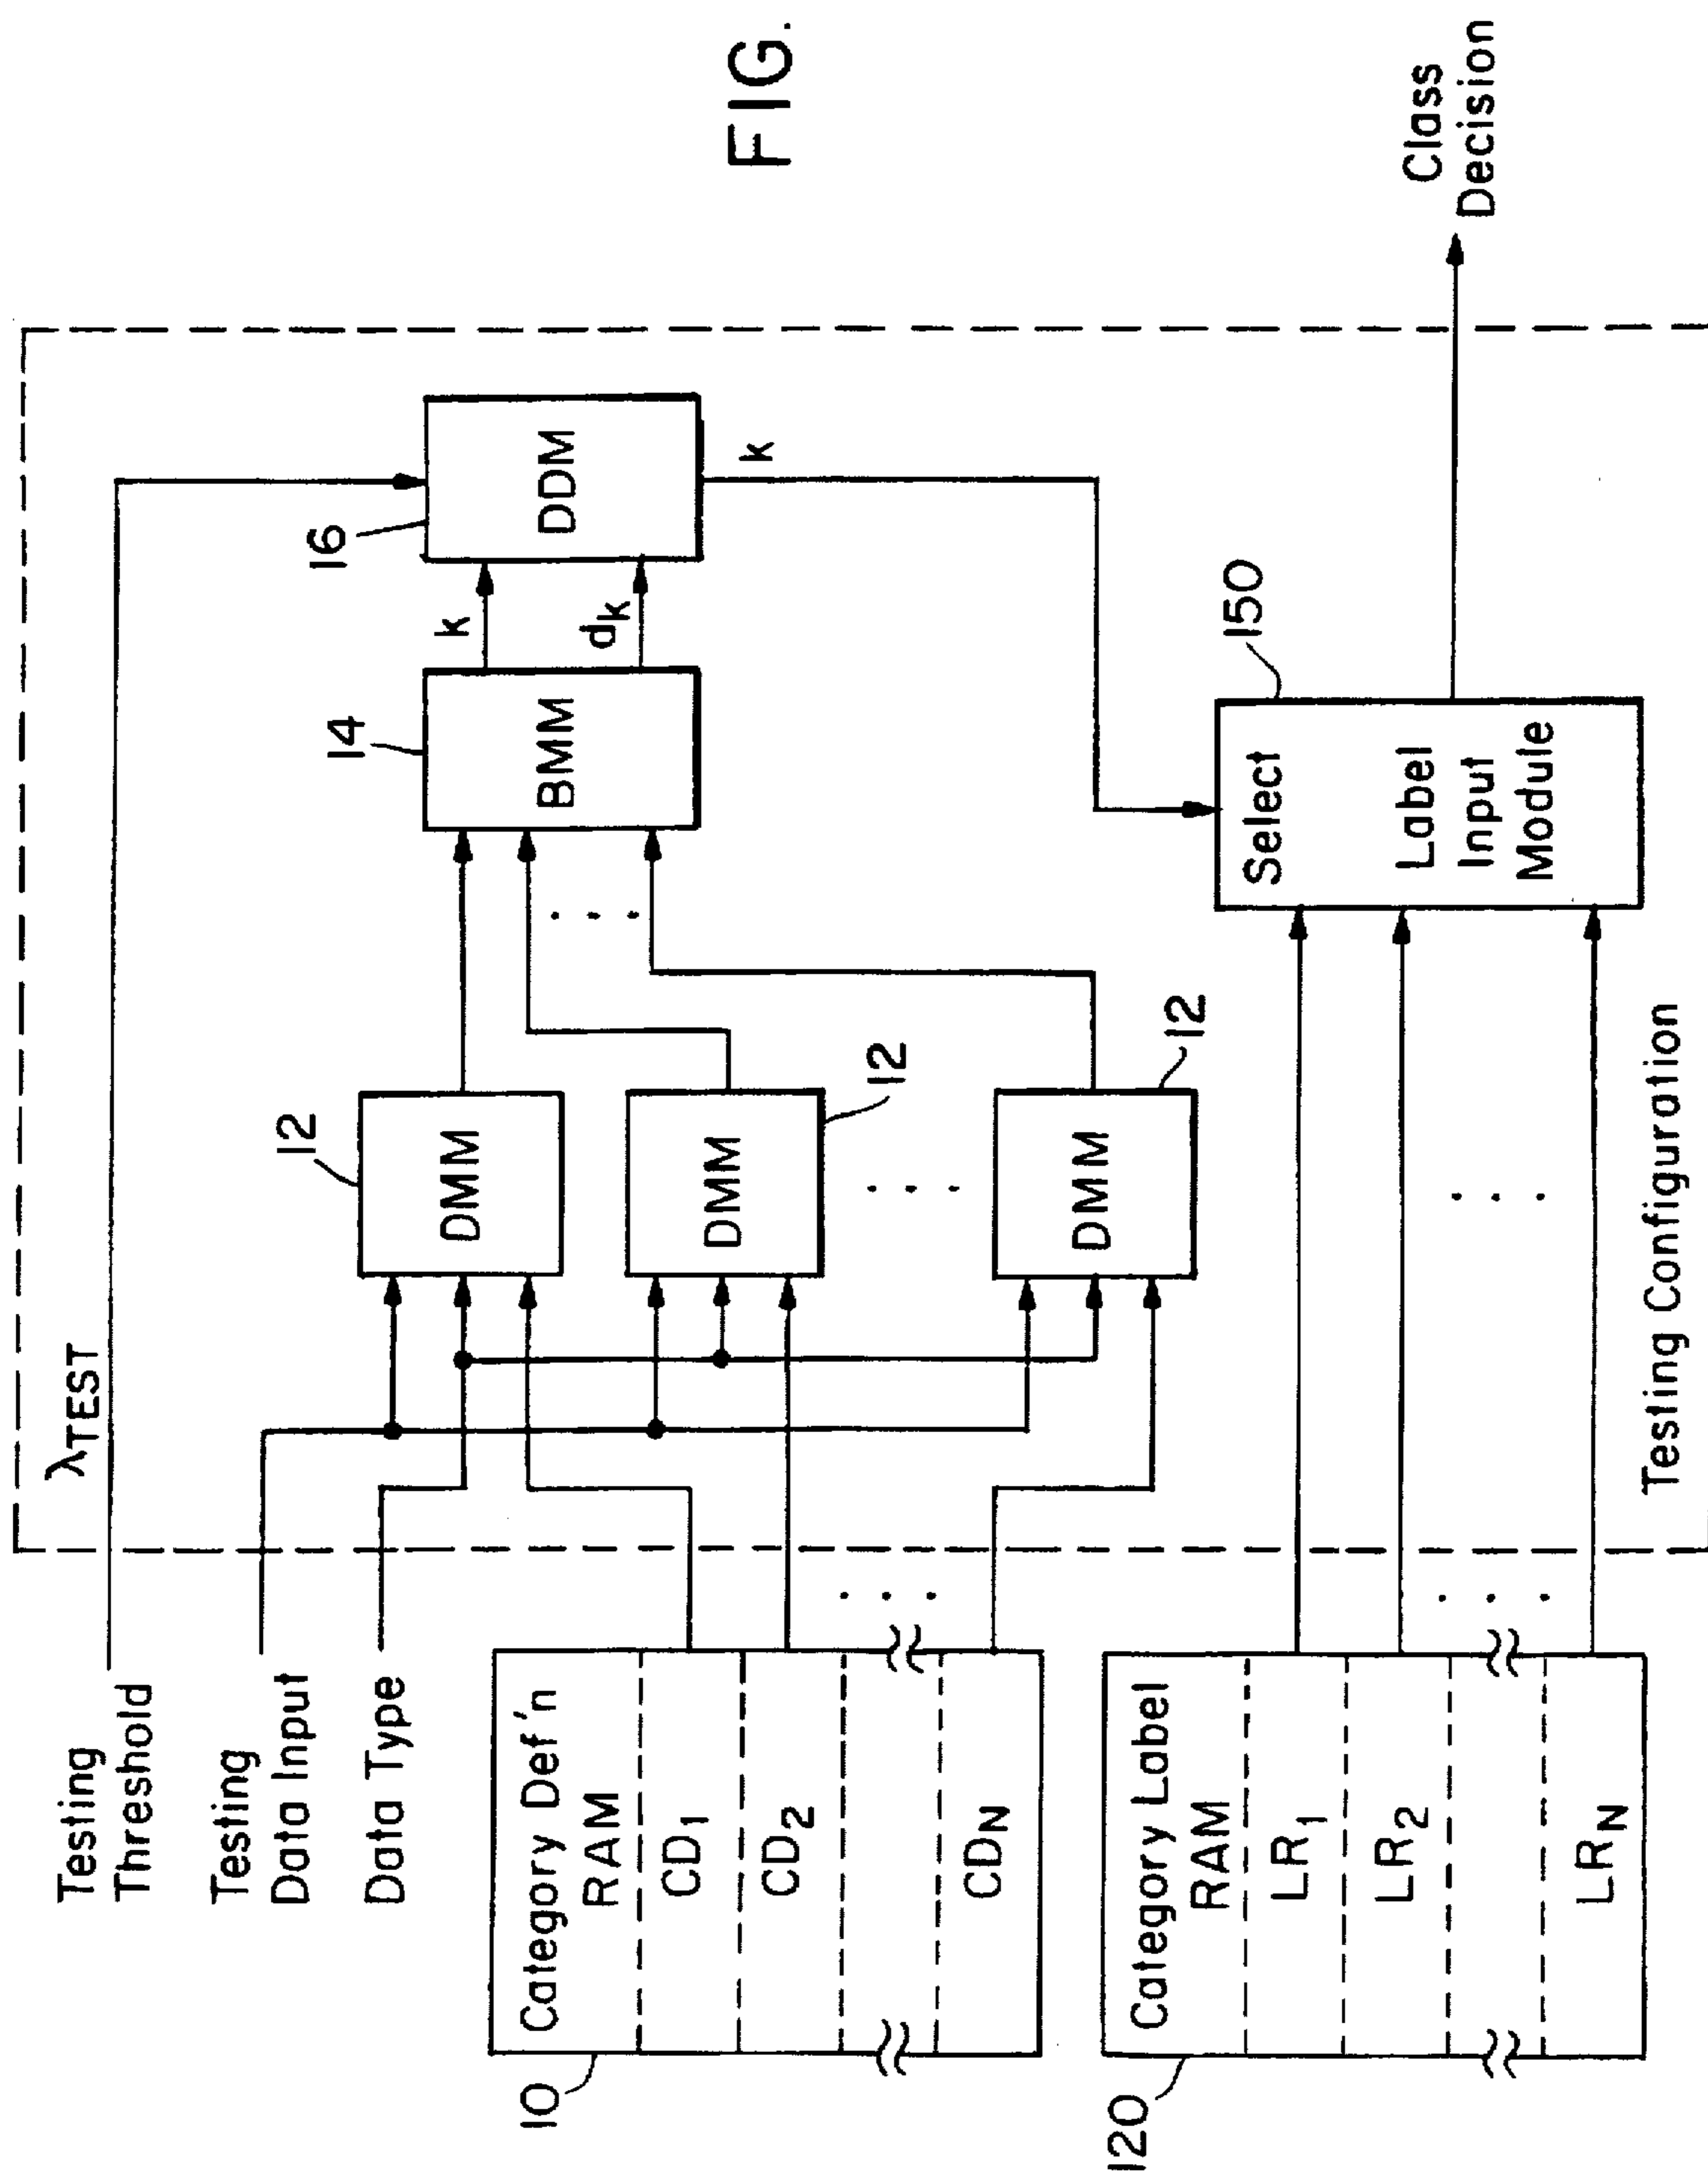 FIG.
Testing
Threshold
λTEST
Testing
Data Input
Data Type
Category Def'n
RAM
CD1
CD2
CDN
10
12
DMM
12
DMM
12
DMM
14
BMM
k
dk
16
DDM
k
Category Label
RAM
LR1
LR2
LRN
120
150
Select
Label
Input
Module
Class
Decision
Testing Configuration